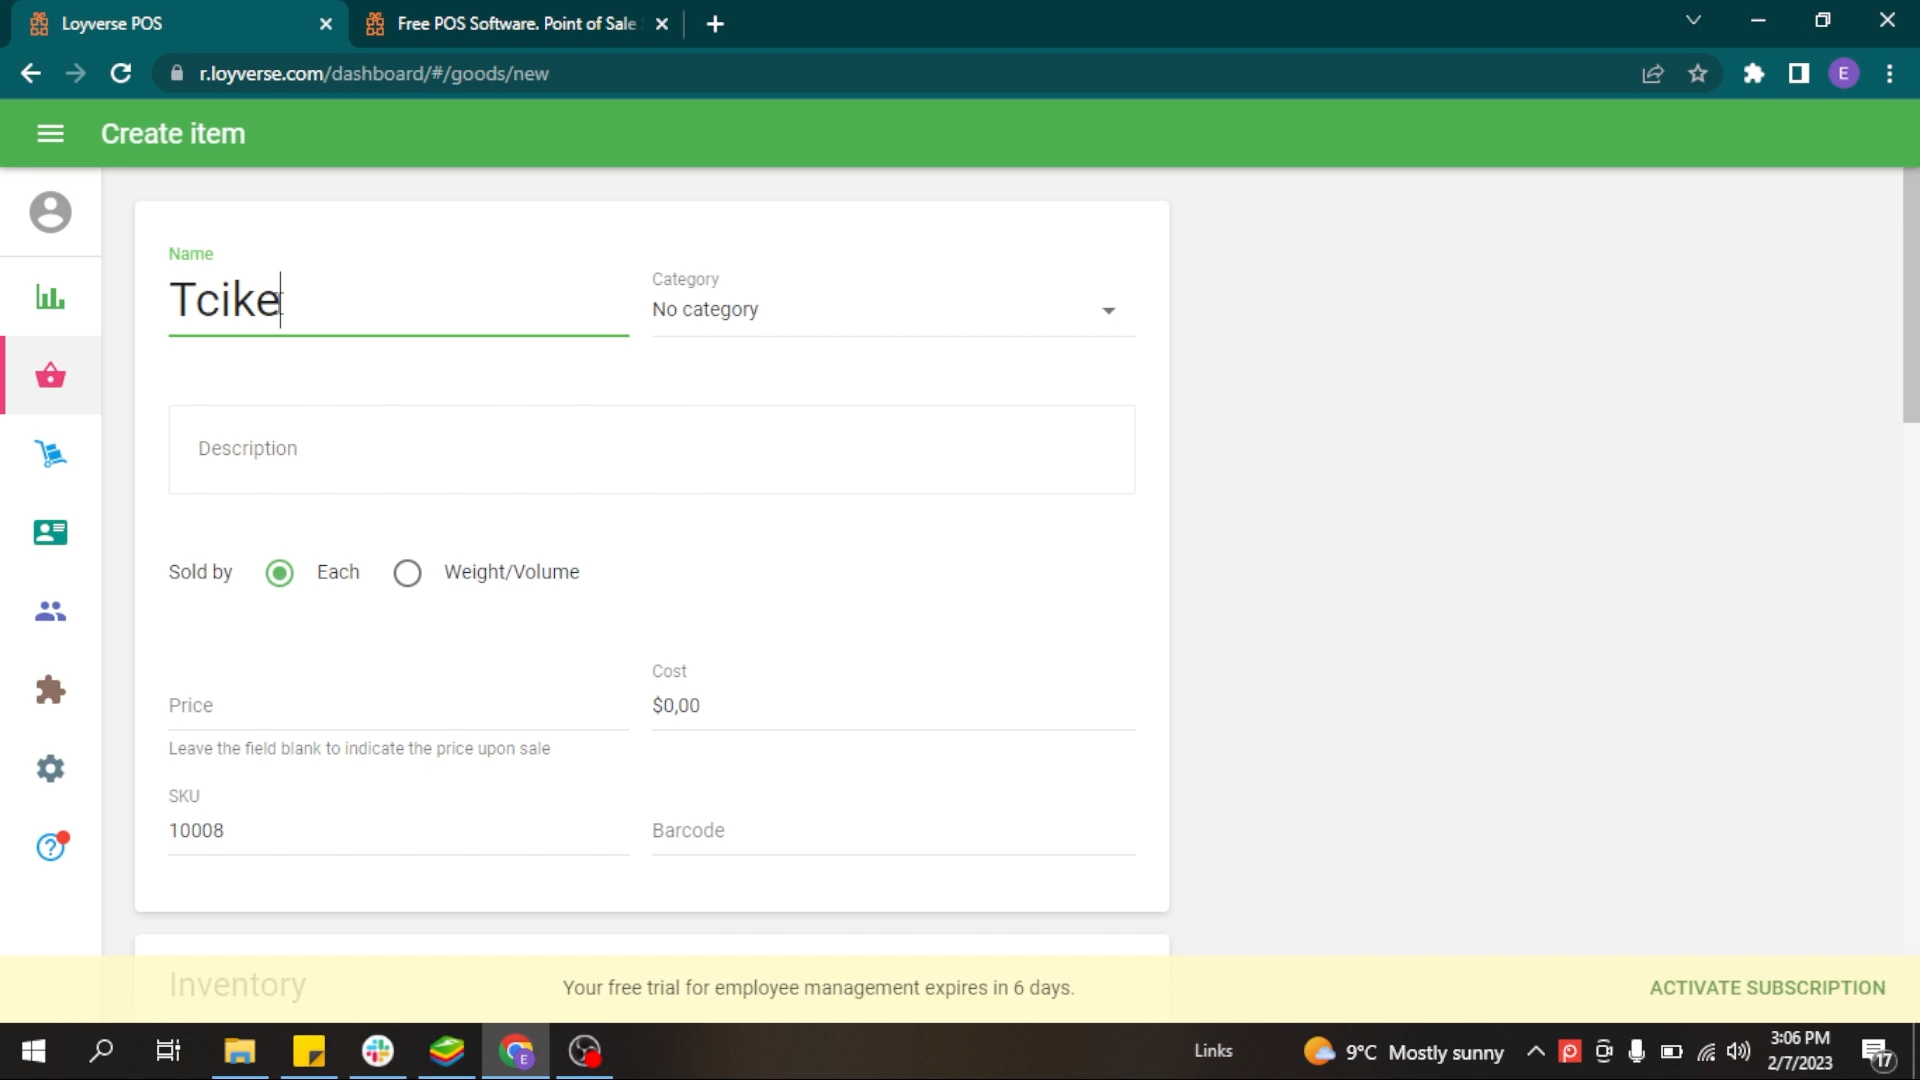 Loyverse POS
Free POS Software. Point of Sale
r.loyverse.com/dashboard/#/goods/new
E
Create item
Name
Tcike
Category
No category
Description
Sold by
Each
Weight/Volume
Price
Cost
$0,00
Leave the field blank to indicate the price upon sale
SKU
10008
Barcode
Inventory
Your free trial for employee management expires in 6 days.
ACTIVATE SUBSCRIPTION
E
Links
9°C Mostly sunny
3:06 PM
2/7/2023
17